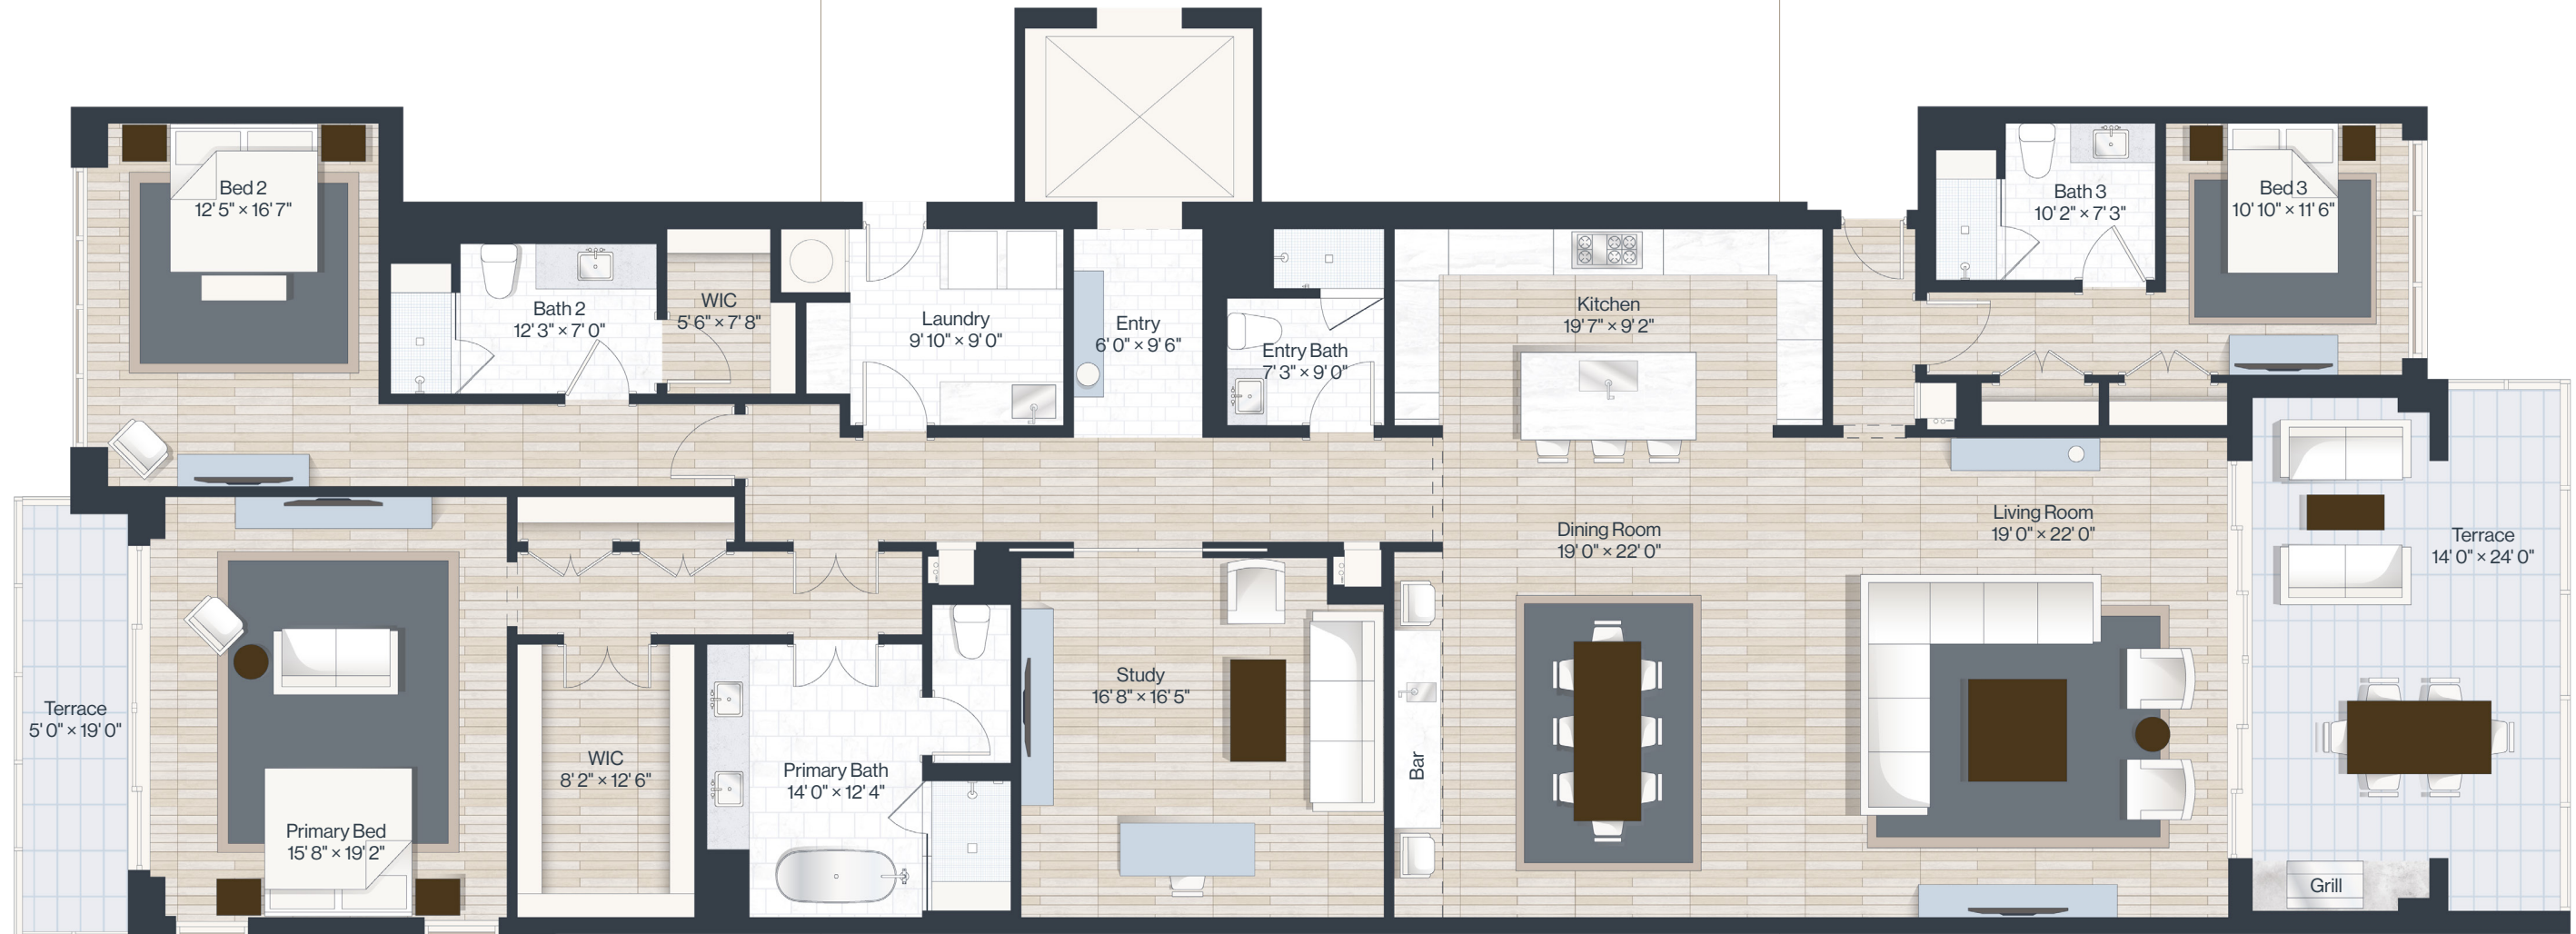 Bed 2
12' 5" × 16' 7"
Bath 2
12' 3" × 7' 0"
WIC
5' 6" × 7' 8"
Laundry
9' 10" × 9' 0"
Entry
6' 0" × 9' 6"
Entry Bath
7' 3" × 9' 0"
Kitchen
19' 7" × 9' 2"
Bath 3
10' 2" × 7' 3"
Bed 3
10' 10" × 11' 6"
Terrace
5' 0" × 19' 0"
Primary Bed
15' 8" × 19' 2"
WIC
8' 2" × 12' 6"
Primary Bath
14' 0" × 12' 4"
Study
16' 8" × 16' 5"
Bar
Dining Room
19' 0" × 22' 0"
Living Room
19' 0" × 22' 0"
Terrace
14' 0" × 24' 0"
Grill